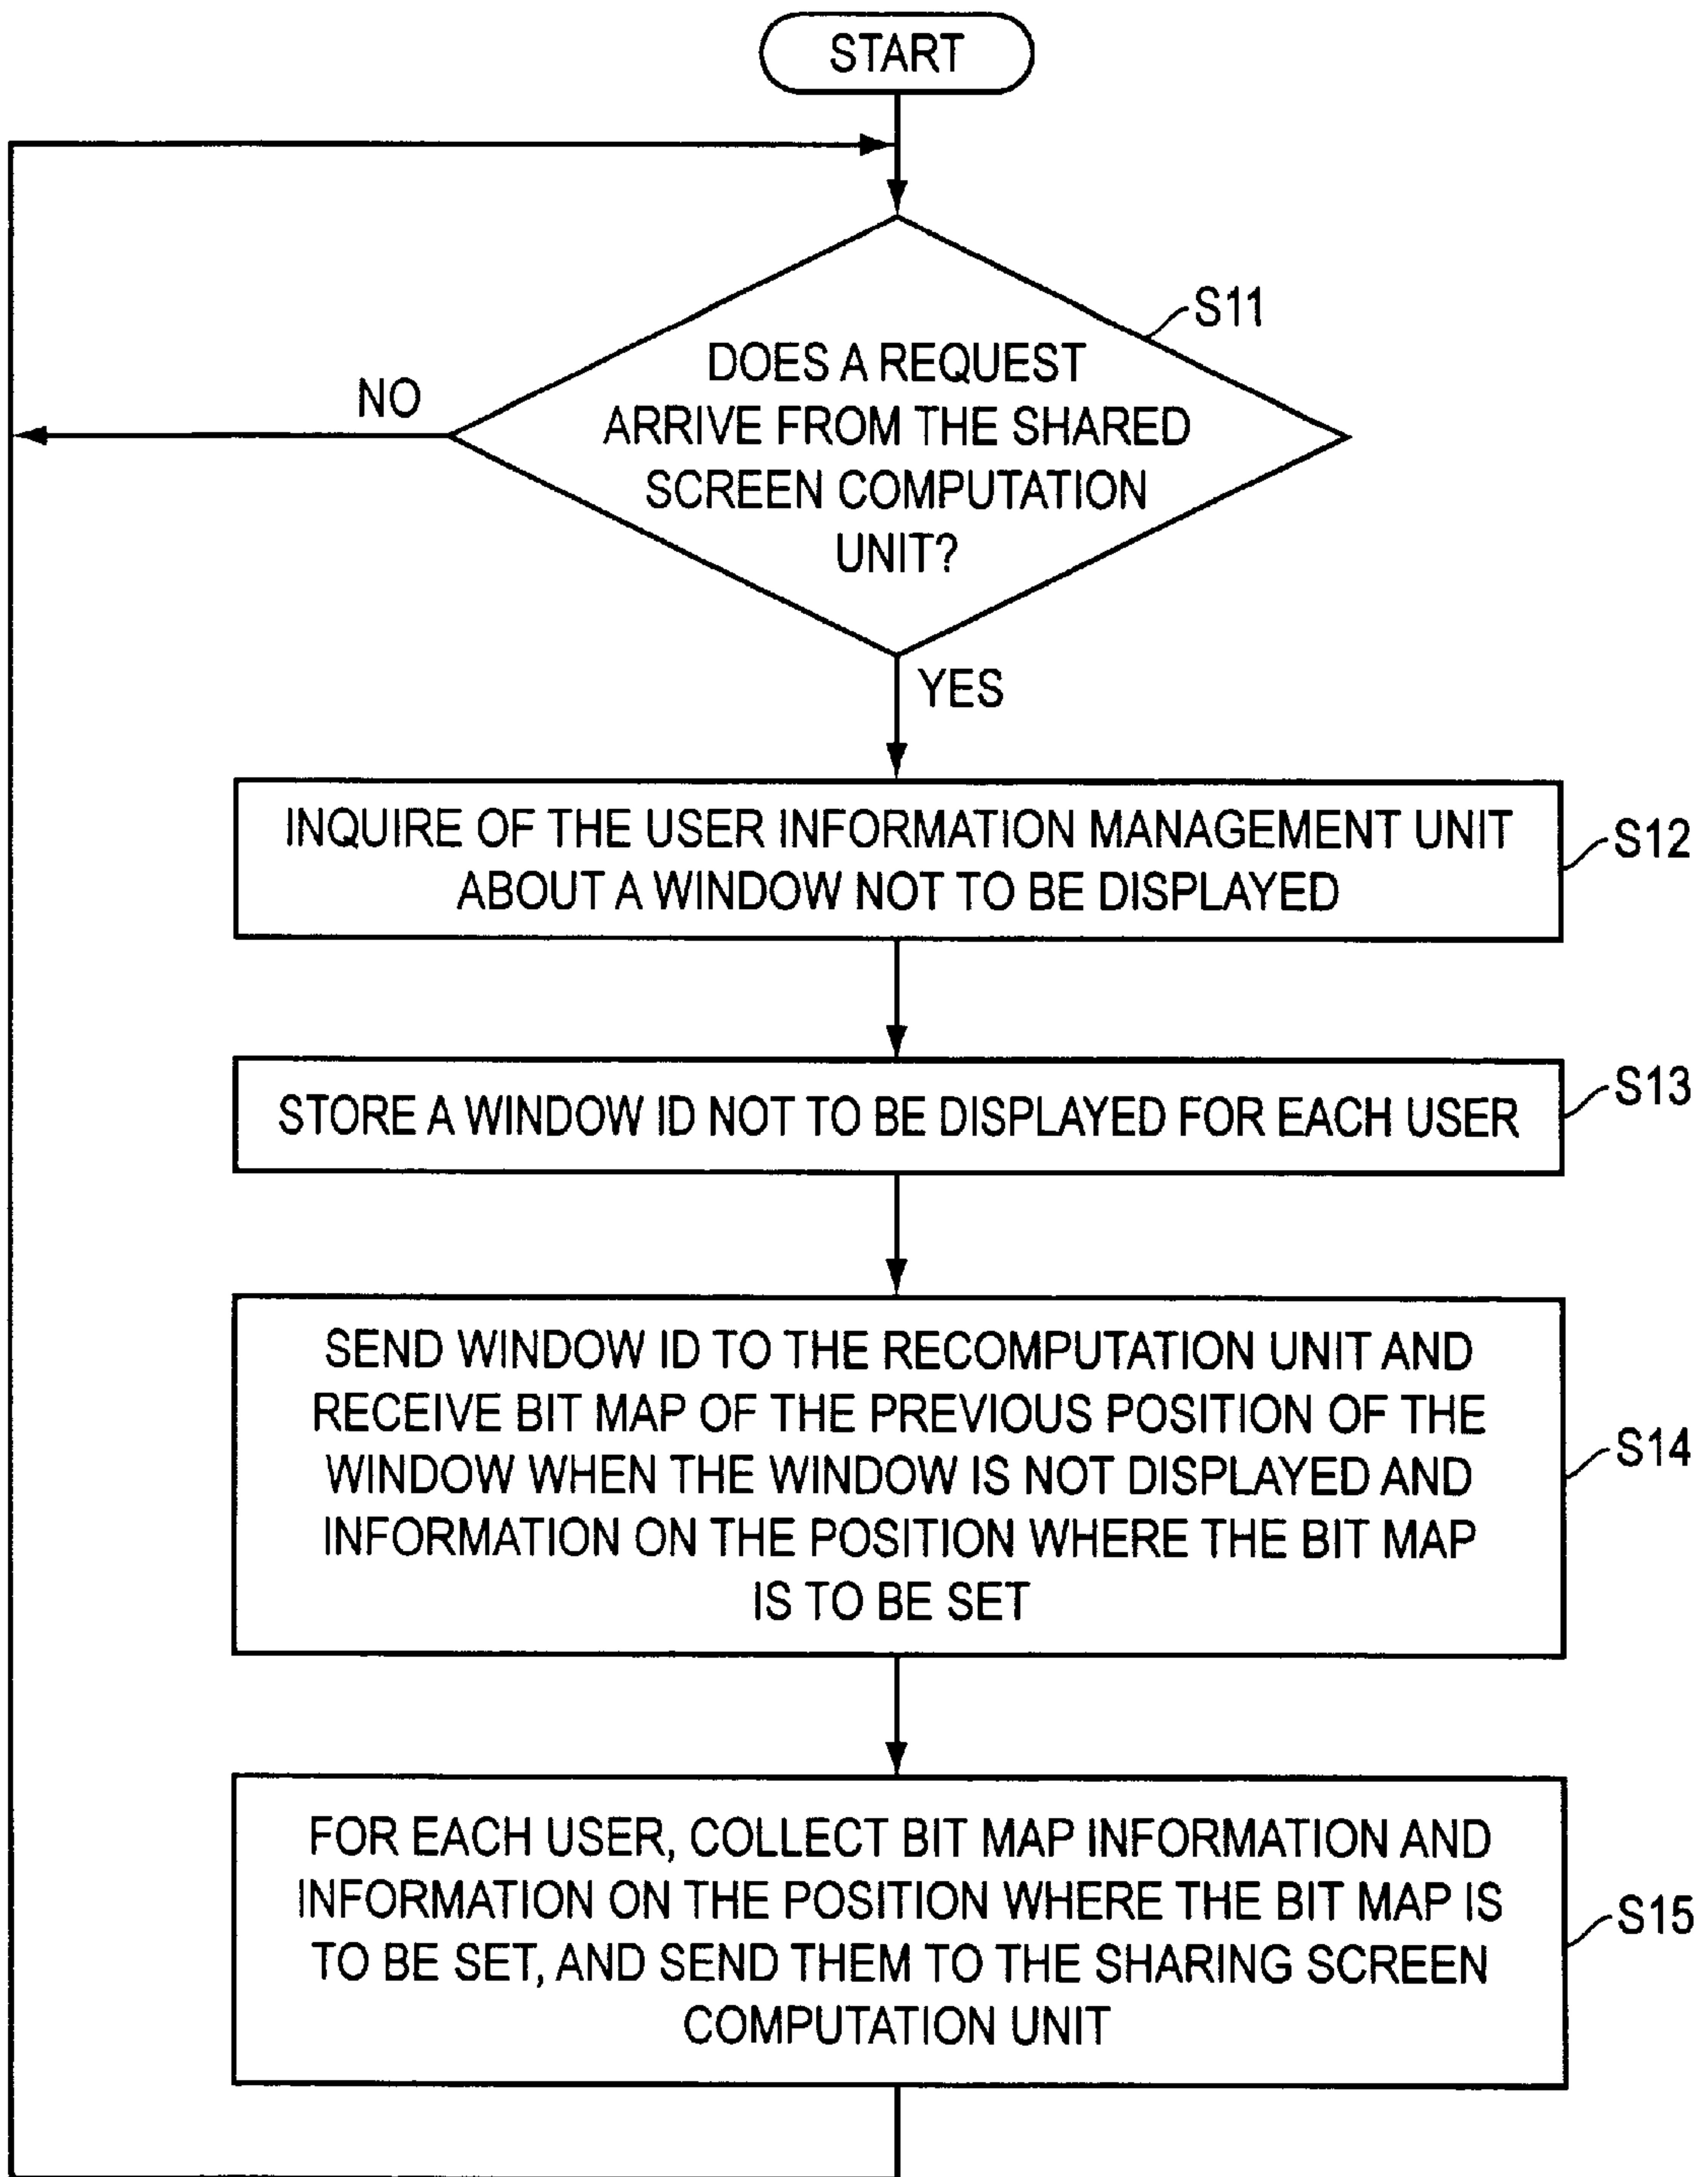 START
S11
DOES A REQUEST
ARRIVE FROM THE SHARED
SCREEN COMPUTATION
UNIT?
NO
YES
INQUIRE OF THE USER INFORMATION MANAGEMENT UNIT
ABOUT A WINDOW NOT TO BE DISPLAYED
S12
STORE A WINDOW ID NOT TO BE DISPLAYED FOR EACH USER
S13
SEND WINDOW ID TO THE RECOMPUTATION UNIT AND
RECEIVE BIT MAP OF THE PREVIOUS POSITION OF THE
WINDOW WHEN THE WINDOW IS NOT DISPLAYED AND
INFORMATION ON THE POSITION WHERE THE BIT MAP
IS TO BE SET
S14
FOR EACH USER, COLLECT BIT MAP INFORMATION AND
INFORMATION ON THE POSITION WHERE THE BIT MAP IS
TO BE SET, AND SEND THEM TO THE SHARING SCREEN
COMPUTATION UNIT
S15